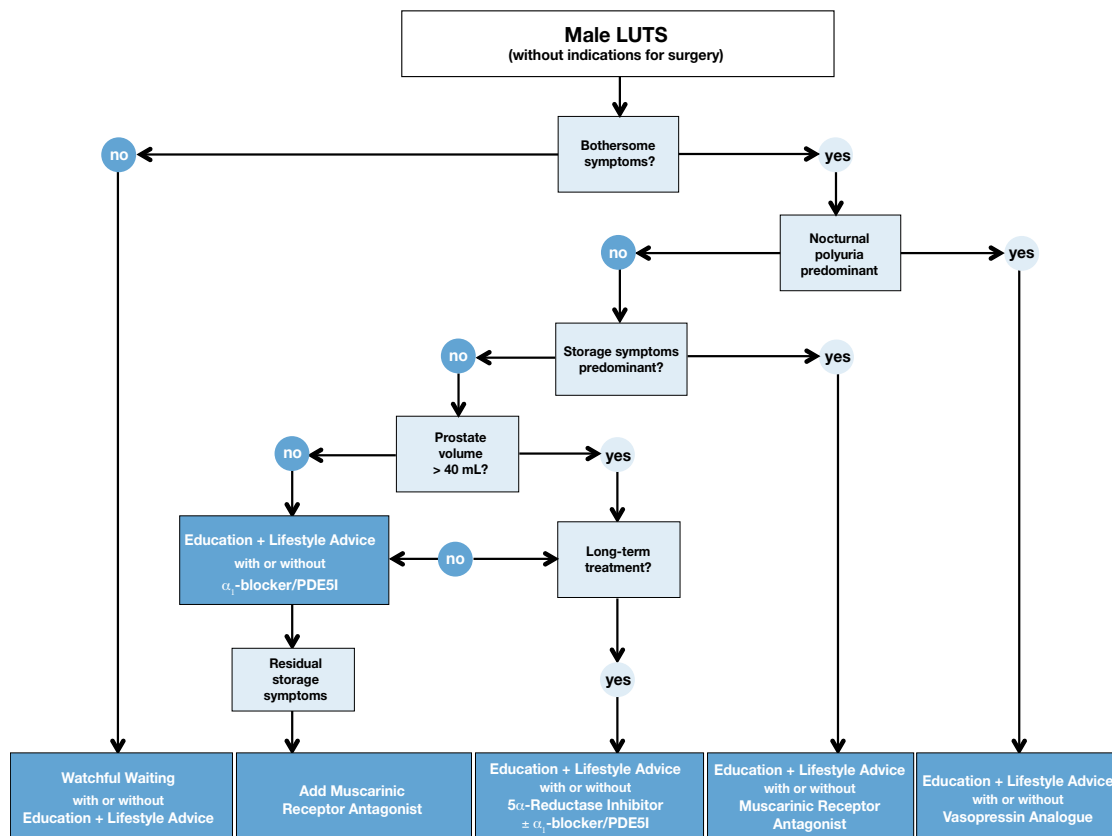 Male LUTS
(without indications for surgery)
no
Bothersome
symptoms?
yes
no
Nocturnal
polyuria
predominant
yes
no
Storage symptoms
predominant?
yes
no
Prostate
volume
> 40 mL?
yes
Education + Lifestyle Advice
with or without
α₁-blocker/PDE5I
no
Long-term
treatment?
Residual
storage
symptoms
yes
Watchful Waiting
with or without
Education + Lifestyle Advice
Add Muscarinic
Receptor Antagonist
Education + Lifestyle Advice
with or without
5α-Reductase Inhibitor
± α₁-blocker/PDE5I
Education + Lifestyle Advice
with or without
Muscarinic Receptor
Antagonist
Education + Lifestyle Advice
with or without
Vasopressin Analogue